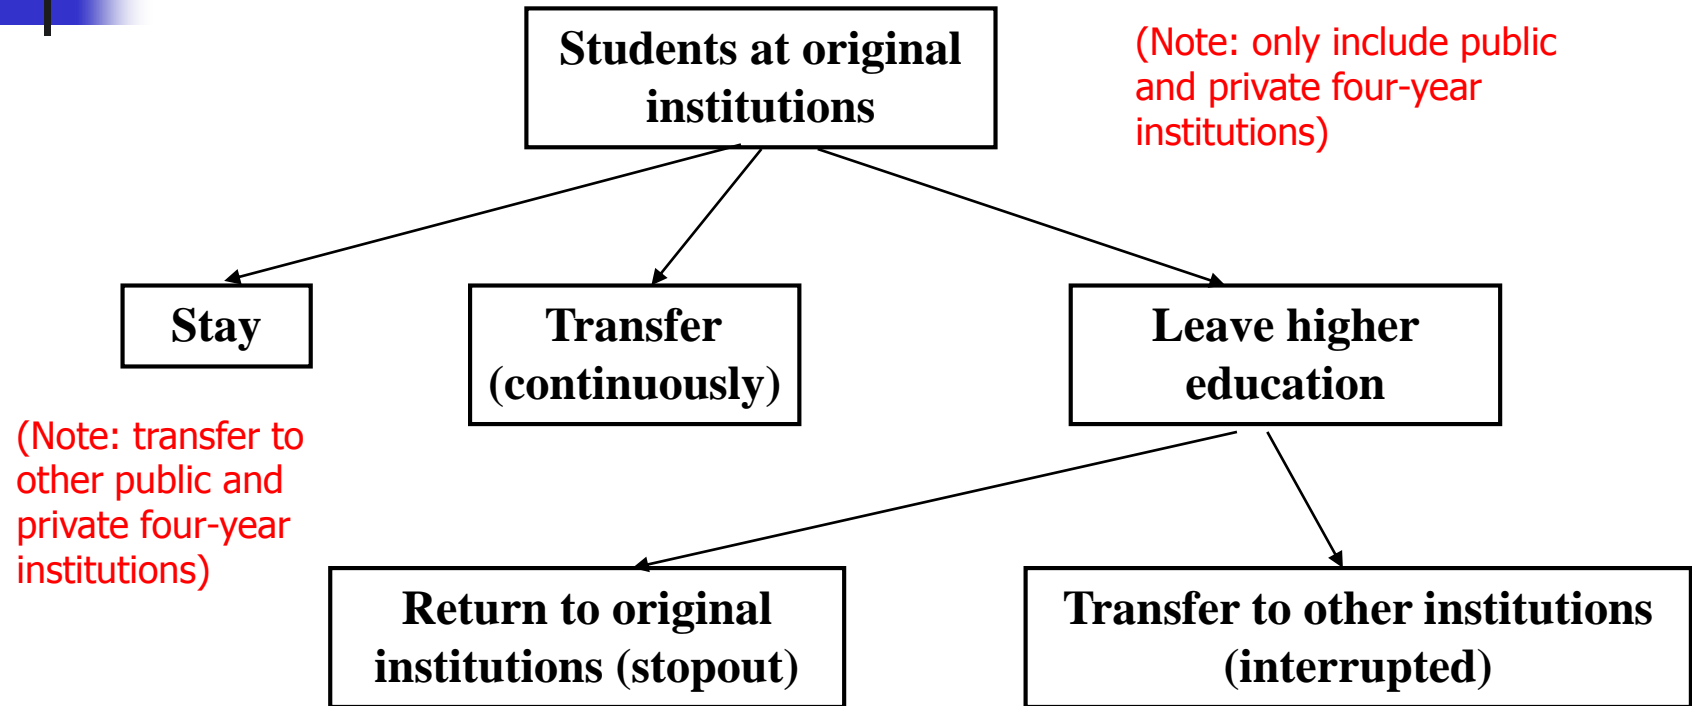 Students at original
institutions
(Note: only include public
and private four-year
institutions)
Stay
Transfer
(continuously)
Leave higher
education
(Note: transfer to
other public and
private four-year
institutions)
Return to original
institutions (stopout)
Transfer to other institutions
(interrupted)